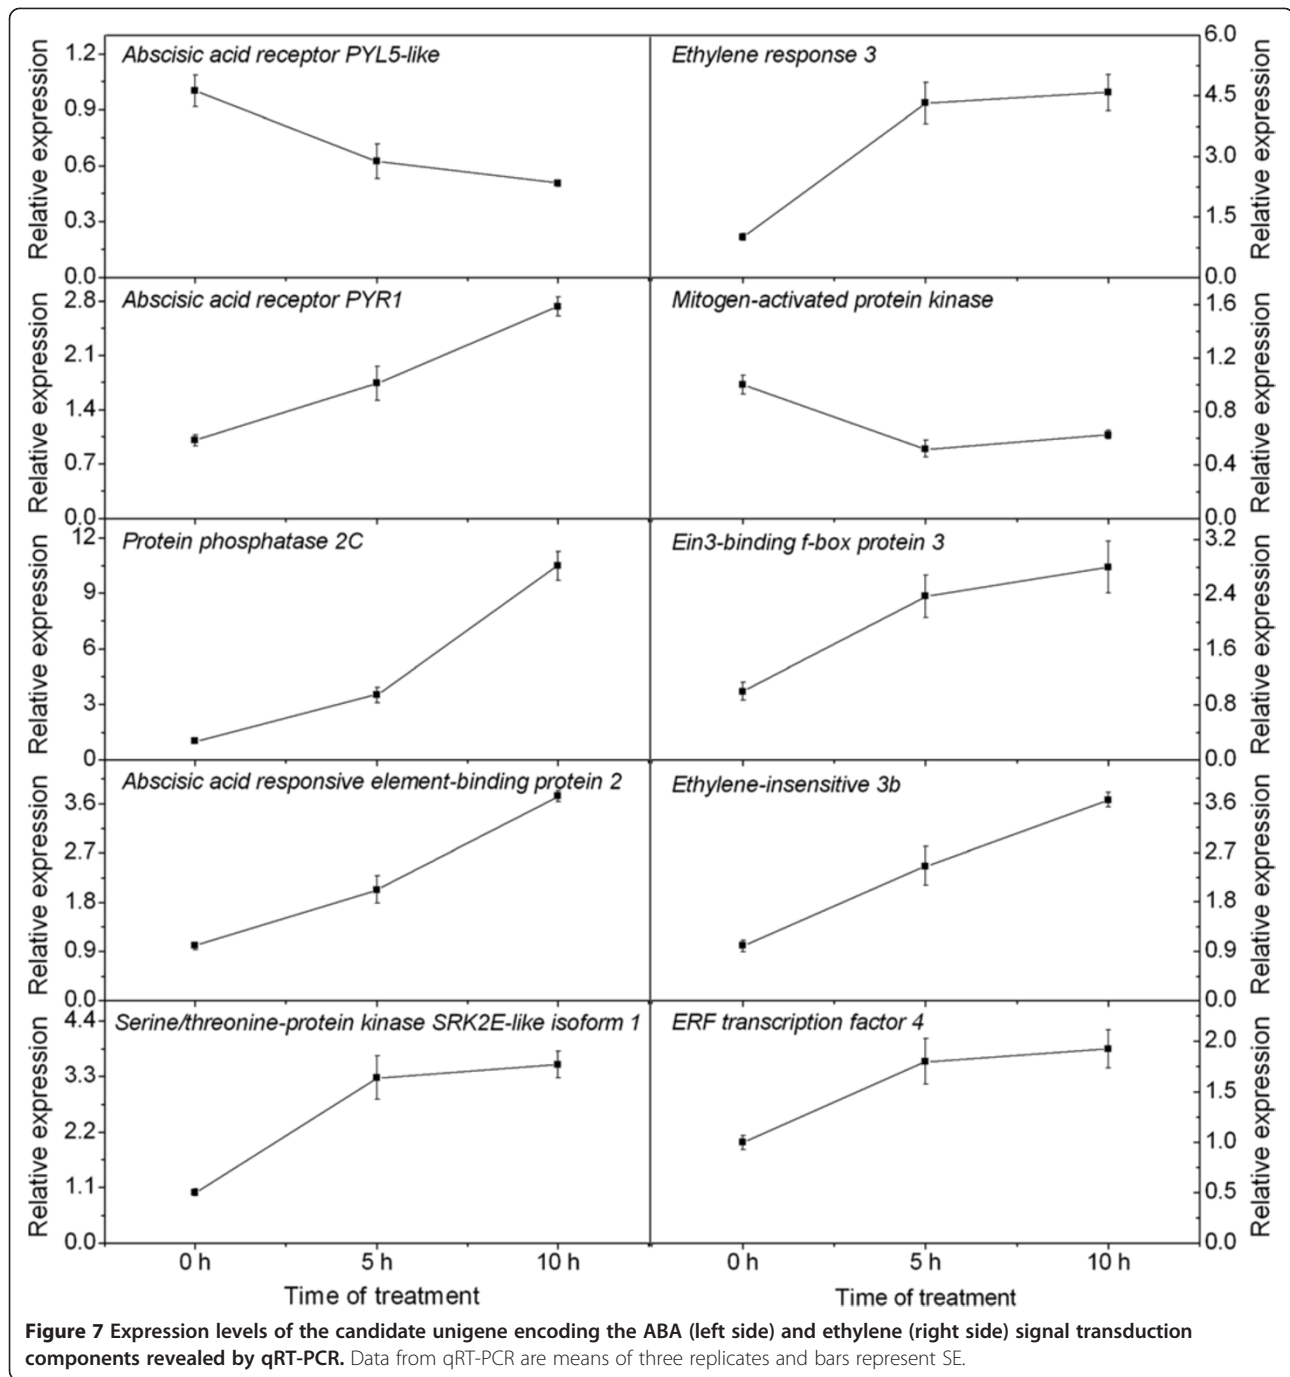 Abscisic acid receptor PYL5-like
Relative expression
1.2
0.9
0.6
0.3
0.0
Ethylene response 3
Relative expression
6.0
4.5
3.0
1.5
0.0
Abscisic acid receptor PYR1
Relative expression
2.8
2.1
1.4
0.7
0.0
Mitogen-activated protein kinase
Relative expression
1.6
1.2
0.8
0.4
0.0
Protein phosphatase 2C
Relative expression
12
9
6
3
0
Ein3-binding f-box protein 3
Relative expression
3.2
2.4
1.6
0.8
0.0
Abscisic acid responsive element-binding protein 2
Relative expression
3.6
2.7
1.8
0.9
0.0
Ethylene-insensitive 3b
Relative expression
3.6
2.7
1.8
0.9
0.0
Serine/threonine-protein kinase SRK2E-like isoform 1
Relative expression
4.4
3.3
2.2
1.1
0.0
ERF transcription factor 4
Relative expression
2.0
1.5
1.0
0.5
0.0
0 h 5 h 10 h
Time of treatment
0 h 5 h 10 h
Time of treatment
Figure 7 Expression levels of the candidate unigene encoding the ABA (left side) and ethylene (right side) signal transduction
components revealed by qRT-PCR. Data from qRT-PCR are means of three replicates and bars represent SE.